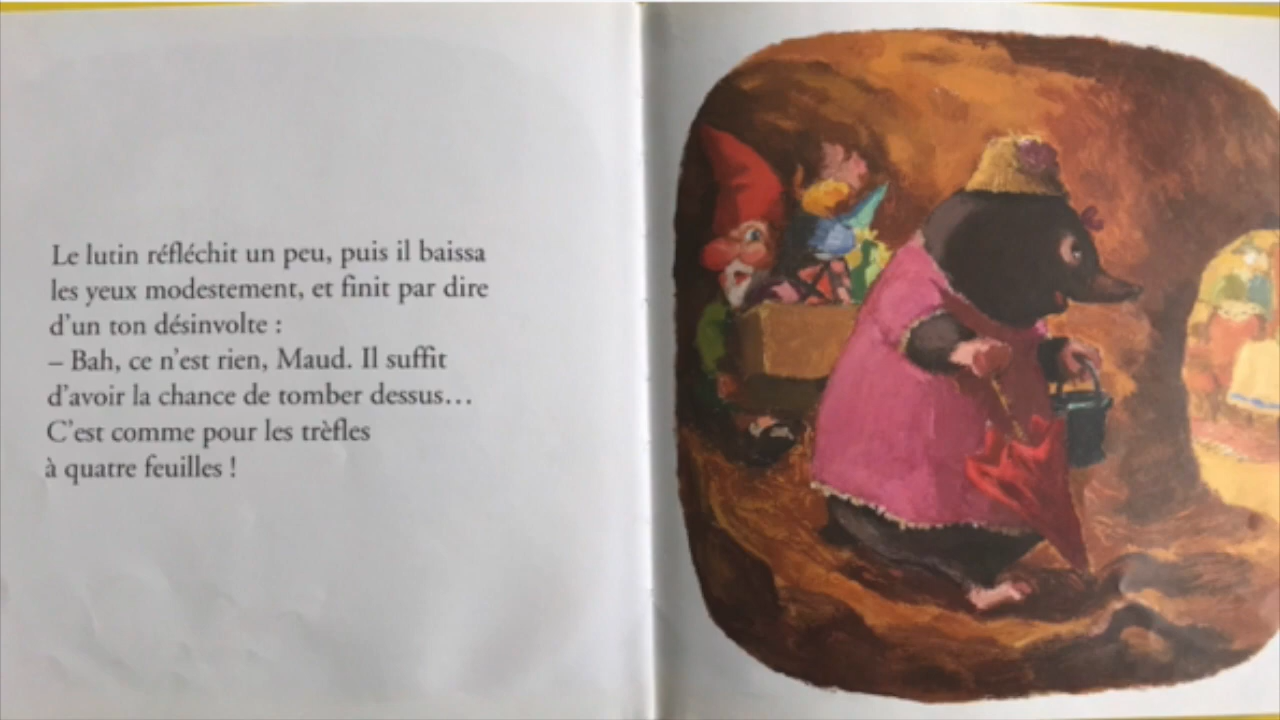 Le lutin réfléchit un peu, puis il baissa
les yeux modestement, et finit par dire
d'un ton désinvolte :
– Bah, ce n'est rien, Maud. Il suffit
d'avoir la chance de tomber dessus…
C'est comme pour les trèfles
à quatre feuilles !